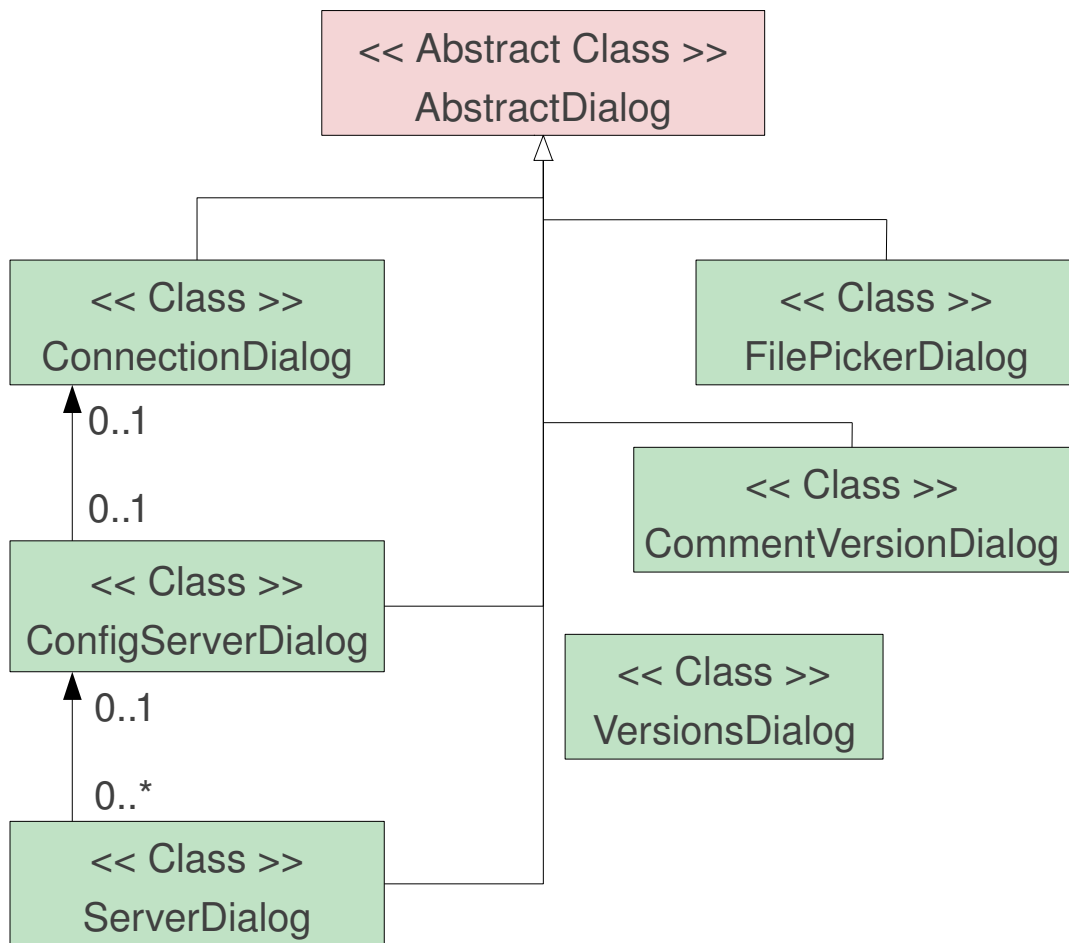 << Abstract Class >>
AbstractDialog
<< Class >>
ConnectionDialog
<< Class >>
FilePickerDialog
0..1
0..1
<< Class >>
CommentVersionDialog
<< Class >>
ConfigServerDialog
<< Class >>
VersionsDialog
0..1
0..*
<< Class >>
ServerDialog